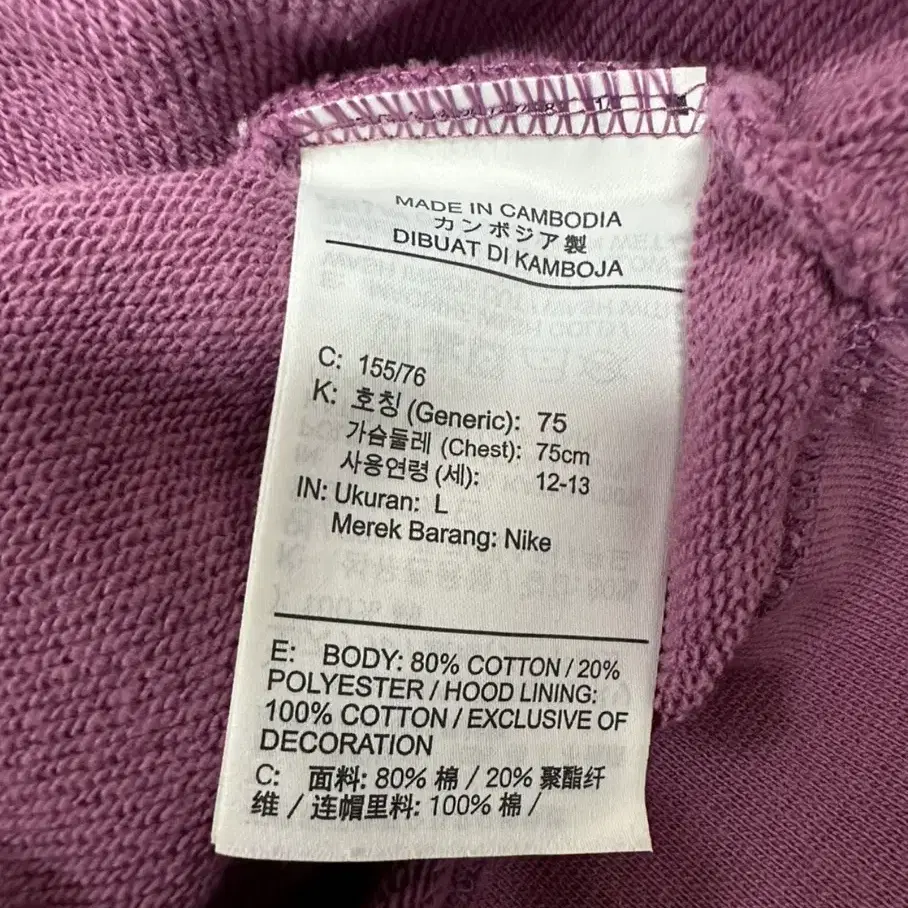 MADE IN CAMBODIA
カンボジア製
DIBUAT DI KAMBOJA
C: 155/76
K: 호칭 (Generic): 75
가슴둘레 (Chest): 75cm
사용연령 (세): 12-13
IN: Ukuran: L
Merek Barang: Nike
E: BODY: 80% COTTON / 20%
POLYESTER / HOOD LINING:
100% COTTON / EXCLUSIVE OF
DECORATION
C: 面料: 80% 棉 / 20% 聚酯纤
维 / 连帽里料: 100% 棉 /